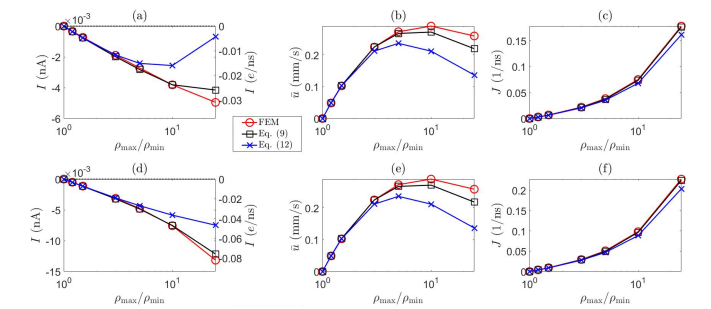 (a)
×10⁻³
0
-2
-4
-6
0
-0.01
-0.02
-0.03
I (nA)
I (e/ns)
10⁰
10¹
ρmax/ρmin
FEM
Eq. (9)
Eq. (12)
(b)
0.2
0.1
0
ū (mm/s)
10⁰
10¹
ρmax/ρmin
(c)
0.15
0.1
0.05
0
J (1/ns)
10⁰
10¹
ρmax/ρmin
(d)
×10⁻³
0
-5
-10
-15
0
-0.02
-0.04
-0.06
-0.08
I (nA)
I (e/ns)
10⁰
10¹
ρmax/ρmin
(e)
0.2
0.1
0
ū (mm/s)
10⁰
10¹
ρmax/ρmin
(f)
0.2
0.15
0.1
0.05
0
J (1/ns)
10⁰
10¹
ρmax/ρmin